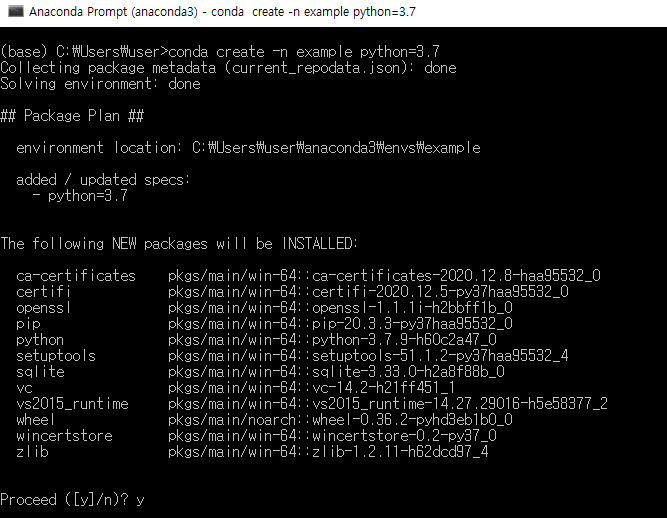 Anaconda Prompt (anaconda3) - conda  create -n example python=3.7
(base) C:₩Users₩user>conda create -n example python=3.7
Collecting package metadata (current_repodata.json): done
Solving environment: done
## Package Plan ##
  environment location: C:₩Users₩user₩anaconda3₩envs₩example
  added / updated specs:
    - python=3.7
The following NEW packages will be INSTALLED:
  ca-certificates    pkgs/main/win-64::ca-certificates-2020.12.8-haa95532_0
  certifi            pkgs/main/win-64::certifi-2020.12.5-py37haa95532_0
  openssl            pkgs/main/win-64::openssl-1.1.1i-h2bbff1b_0
  pip                pkgs/main/win-64::pip-20.3.3-py37haa95532_0
  python             pkgs/main/win-64::python-3.7.9-h60c2a47_0
  setuptools         pkgs/main/win-64::setuptools-51.1.2-py37haa95532_4
  sqlite             pkgs/main/win-64::sqlite-3.33.0-h2a8f88b_0
  vc                 pkgs/main/win-64::vc-14.2-h21ff451_1
  vs2015_runtime     pkgs/main/win-64::vs2015_runtime-14.27.29016-h5e58377_2
  wheel              pkgs/main/noarch::wheel-0.36.2-pyhd3eb1b0_0
  wincertstore       pkgs/main/win-64::wincertstore-0.2-py37_0
  zlib               pkgs/main/win-64::zlib-1.2.11-h62dcd97_4
Proceed ([y]/n)? y